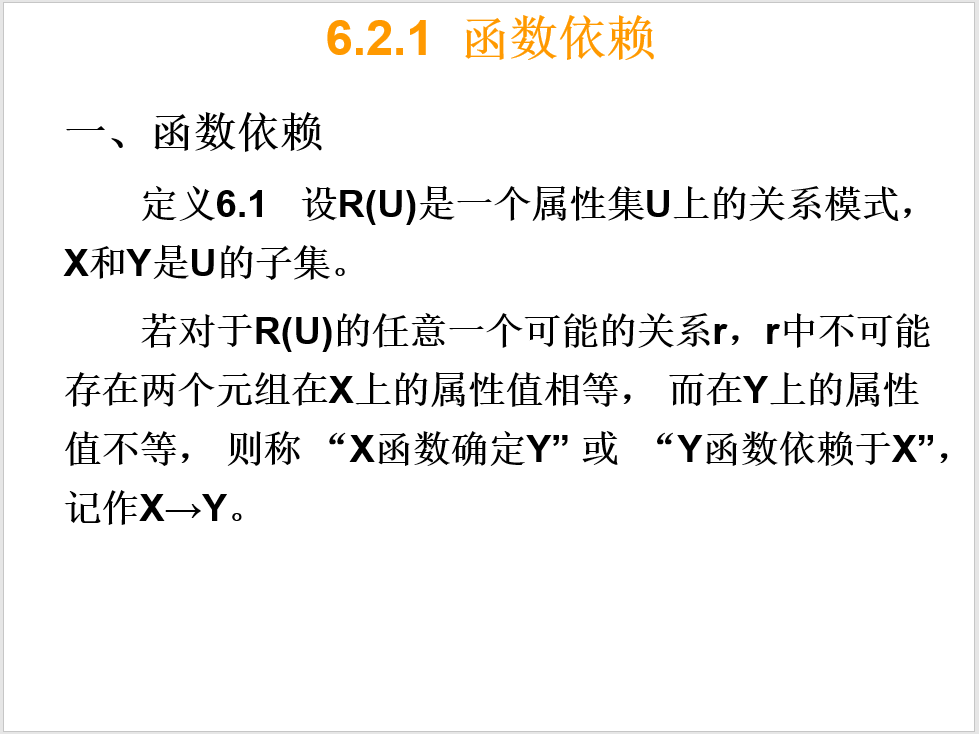 6.2.1 函数依赖
一、函数依赖
定义6.1 设R(U)是一个属性集U上的关系模式，
X和Y是U的子集。
若对于R(U)的任意一个可能的关系r，r中不可能
存在两个元组在X上的属性值相等， 而在Y上的属性
值不等， 则称 “X函数确定Y” 或 “Y函数依赖于X”，
记作X→Y。